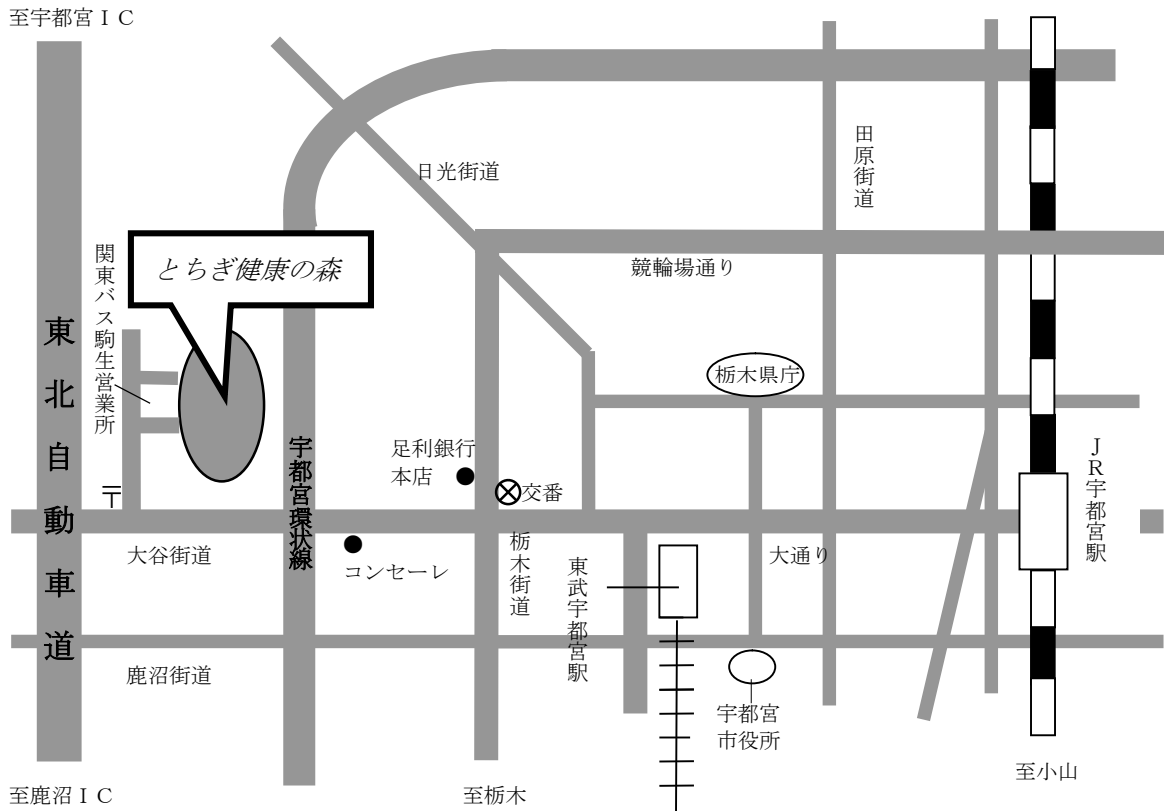 至宇都宮ＩＣ
日光街道
田原街道
関東バス駒生営業所
とちぎ健康の森
競輪場通り
東北自動車道
栃木県庁
宇都宮環状線
足利銀行
本店
交番
ＪＲ宇都宮駅
〒
大谷街道
コンセーレ
栃木街道
東武宇都宮駅
大通り
鹿沼街道
宇都宮
市役所
至鹿沼ＩＣ
至栃木
至小山